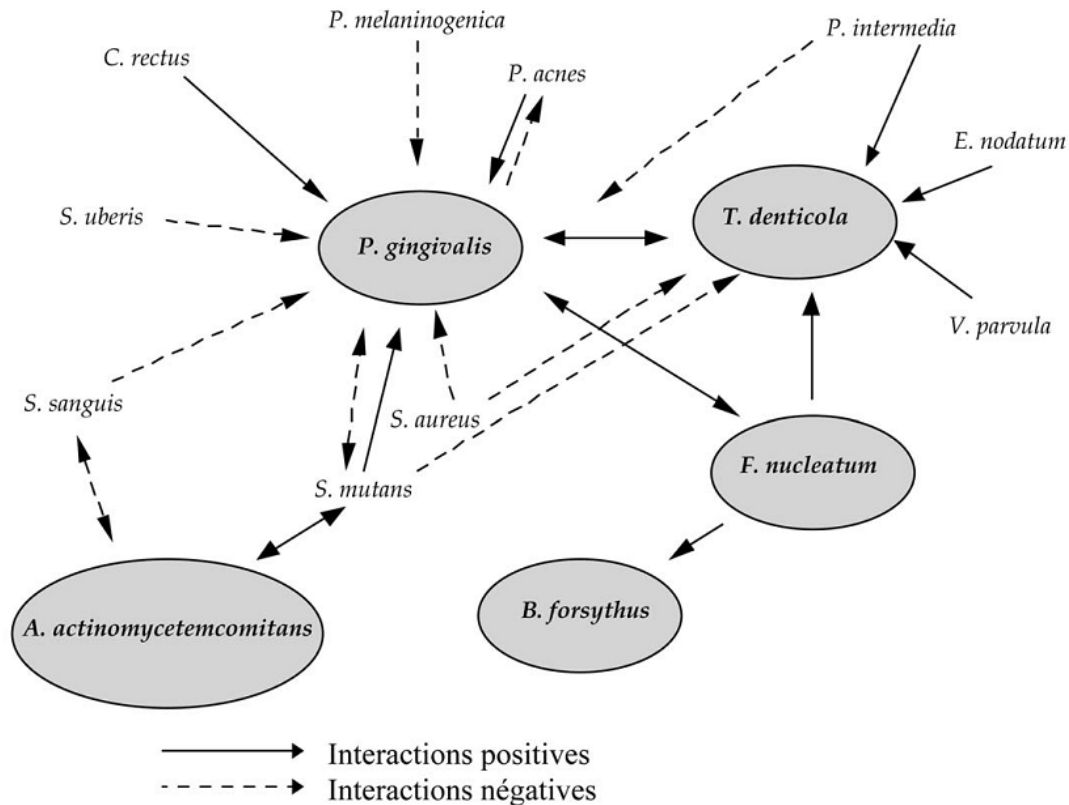 P. melaninogenica
P. intermedia
C. rectus
P. acnes
E. nodatum
S. uberis
T. denticola
P. gingivalis
V. parvula
S. sanguis
S. aureus
F. nucleatum
S. mutans
B. forsythus
A. actinomycetemcomitans
Interactions positives
Interactions négatives